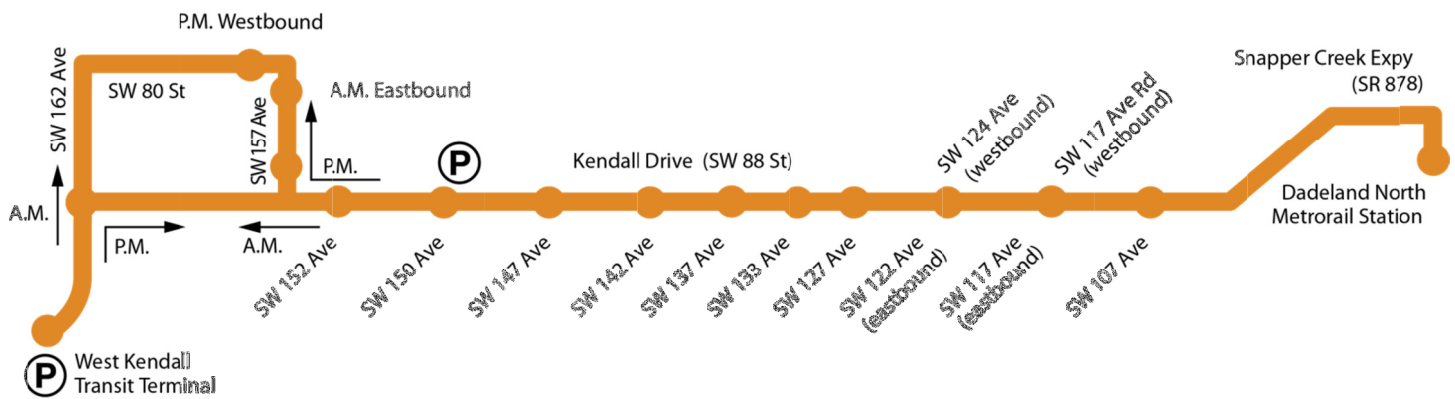 P.M. Westbound
SW 162 Ave
SW 80 St
SW 157 Ave
A.M. Eastbound
P.M.
P
Kendall Drive (SW 88 St)
SW 124 Ave
(westbound)
SW 117 Ave Rd
(westbound)
Snapper Creek Expy
(SR 878)
Dadeland North
Metrorail Station
A.M.
P.M.
A.M.
SW 152 Ave
SW 150 Ave
SW 147 Ave
SW 142 Ave
SW 137 Ave
SW 133 Ave
SW 127 Ave
SW 122 Ave
(eastbound)
SW 117 Ave
(eastbound)
SW 107 Ave
P
West Kendall
Transit Terminal